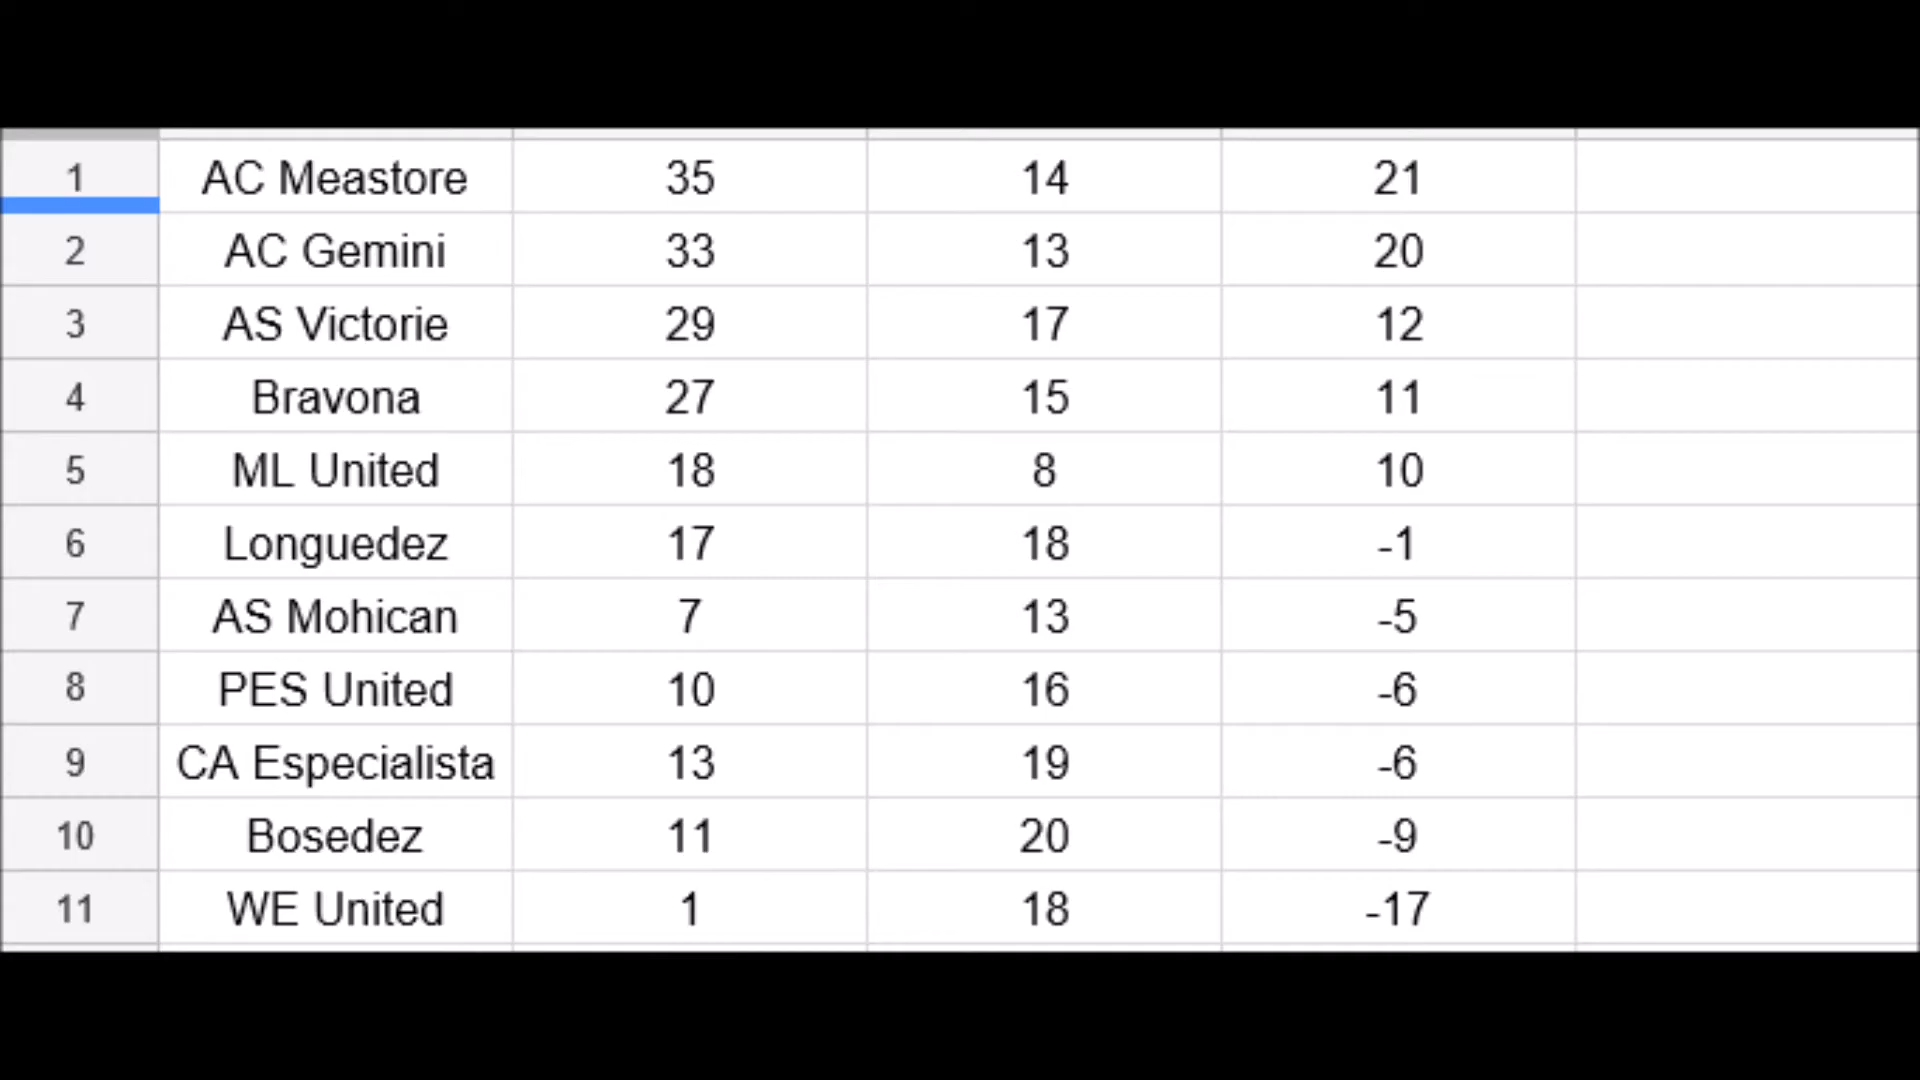 1 AC Meastore 35 14 21
2 AC Gemini 33 13 20
3 AS Victorie 29 17 12
4 Bravona 27 15 11
5 ML United 18 8 10
6 Longuedez 17 18 -1
7 AS Mohican 7 13 -5
8 PES United 10 16 -6
9 CA Especialista 13 19 -6
10 Bosedez 11 20 -9
11 WE United 1 18 -17